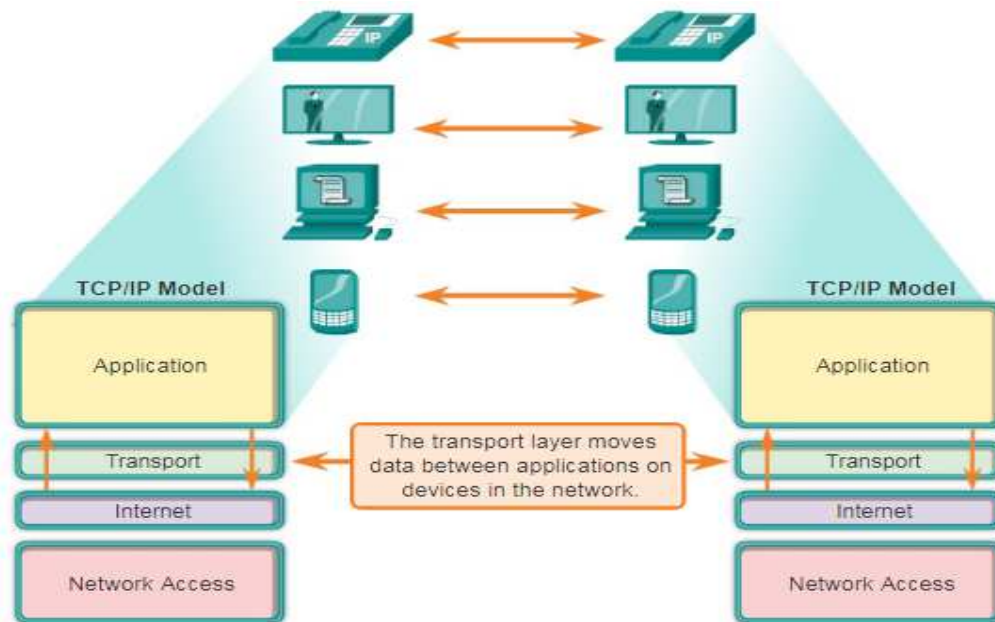 IP
IP
TCP/IP Model
TCP/IP Model
Application
Application
The transport layer moves
data between applications on
devices in the network.
Transport
Transport
Internet
Internet
Network Access
Network Access